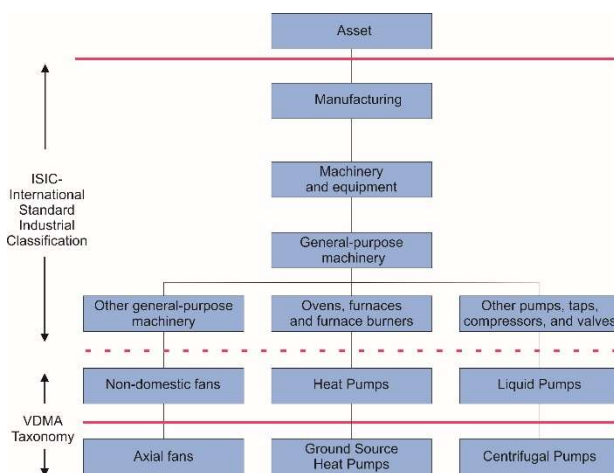 Asset
Manufacturing
ISIC-
International
Standard
Industrial
Classification
Machinery
and equipment
General-purpose
machinery
Other general-purpose
machinery
Ovens, furnaces
and furnace burners
Other pumps, taps,
compressors, and valves
Non-domestic fans
Heat Pumps
Liquid Pumps
VDMA
Taxonomy
Axial fans
Ground Source
Heat Pumps
Centrifugal Pumps